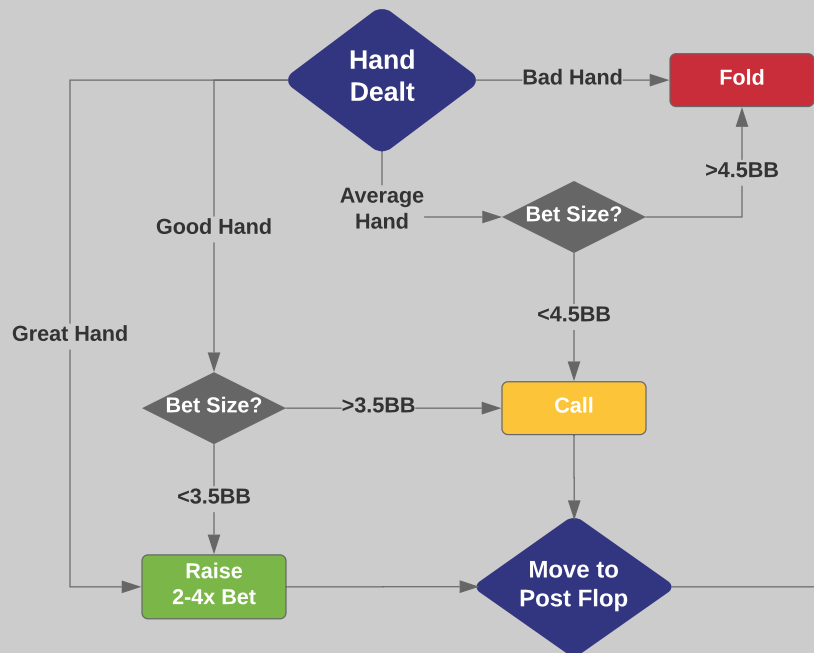 Hand
Dealt
Bad Hand
Fold
>4.5BB
Average
Hand
Bet Size?
Good Hand
<4.5BB
Great Hand
Bet Size?
>3.5BB
Call
<3.5BB
Raise
2-4x Bet
Move to
Post Flop